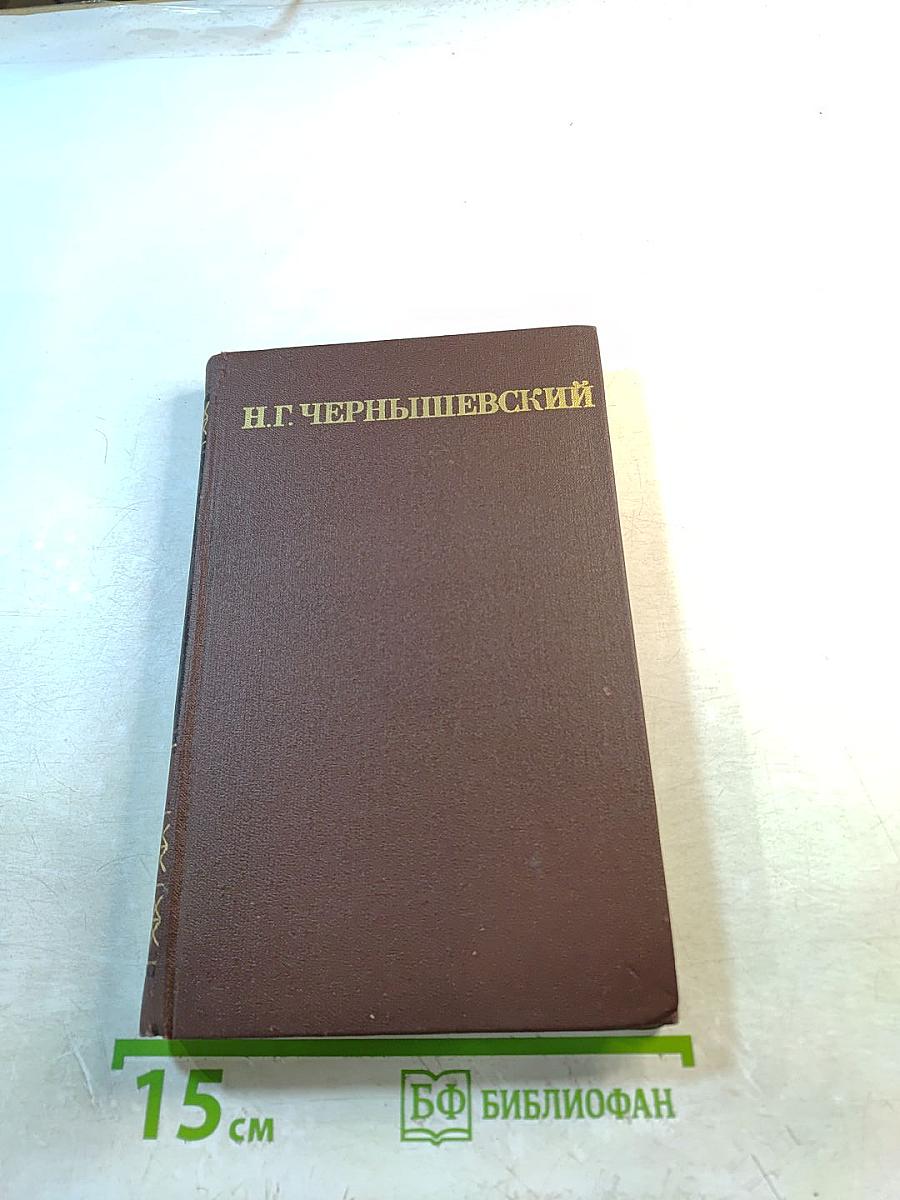 Н.Г. ЧЕРНЫШЕВСКИЙ
15 см
БФ БИБЛИОФАН